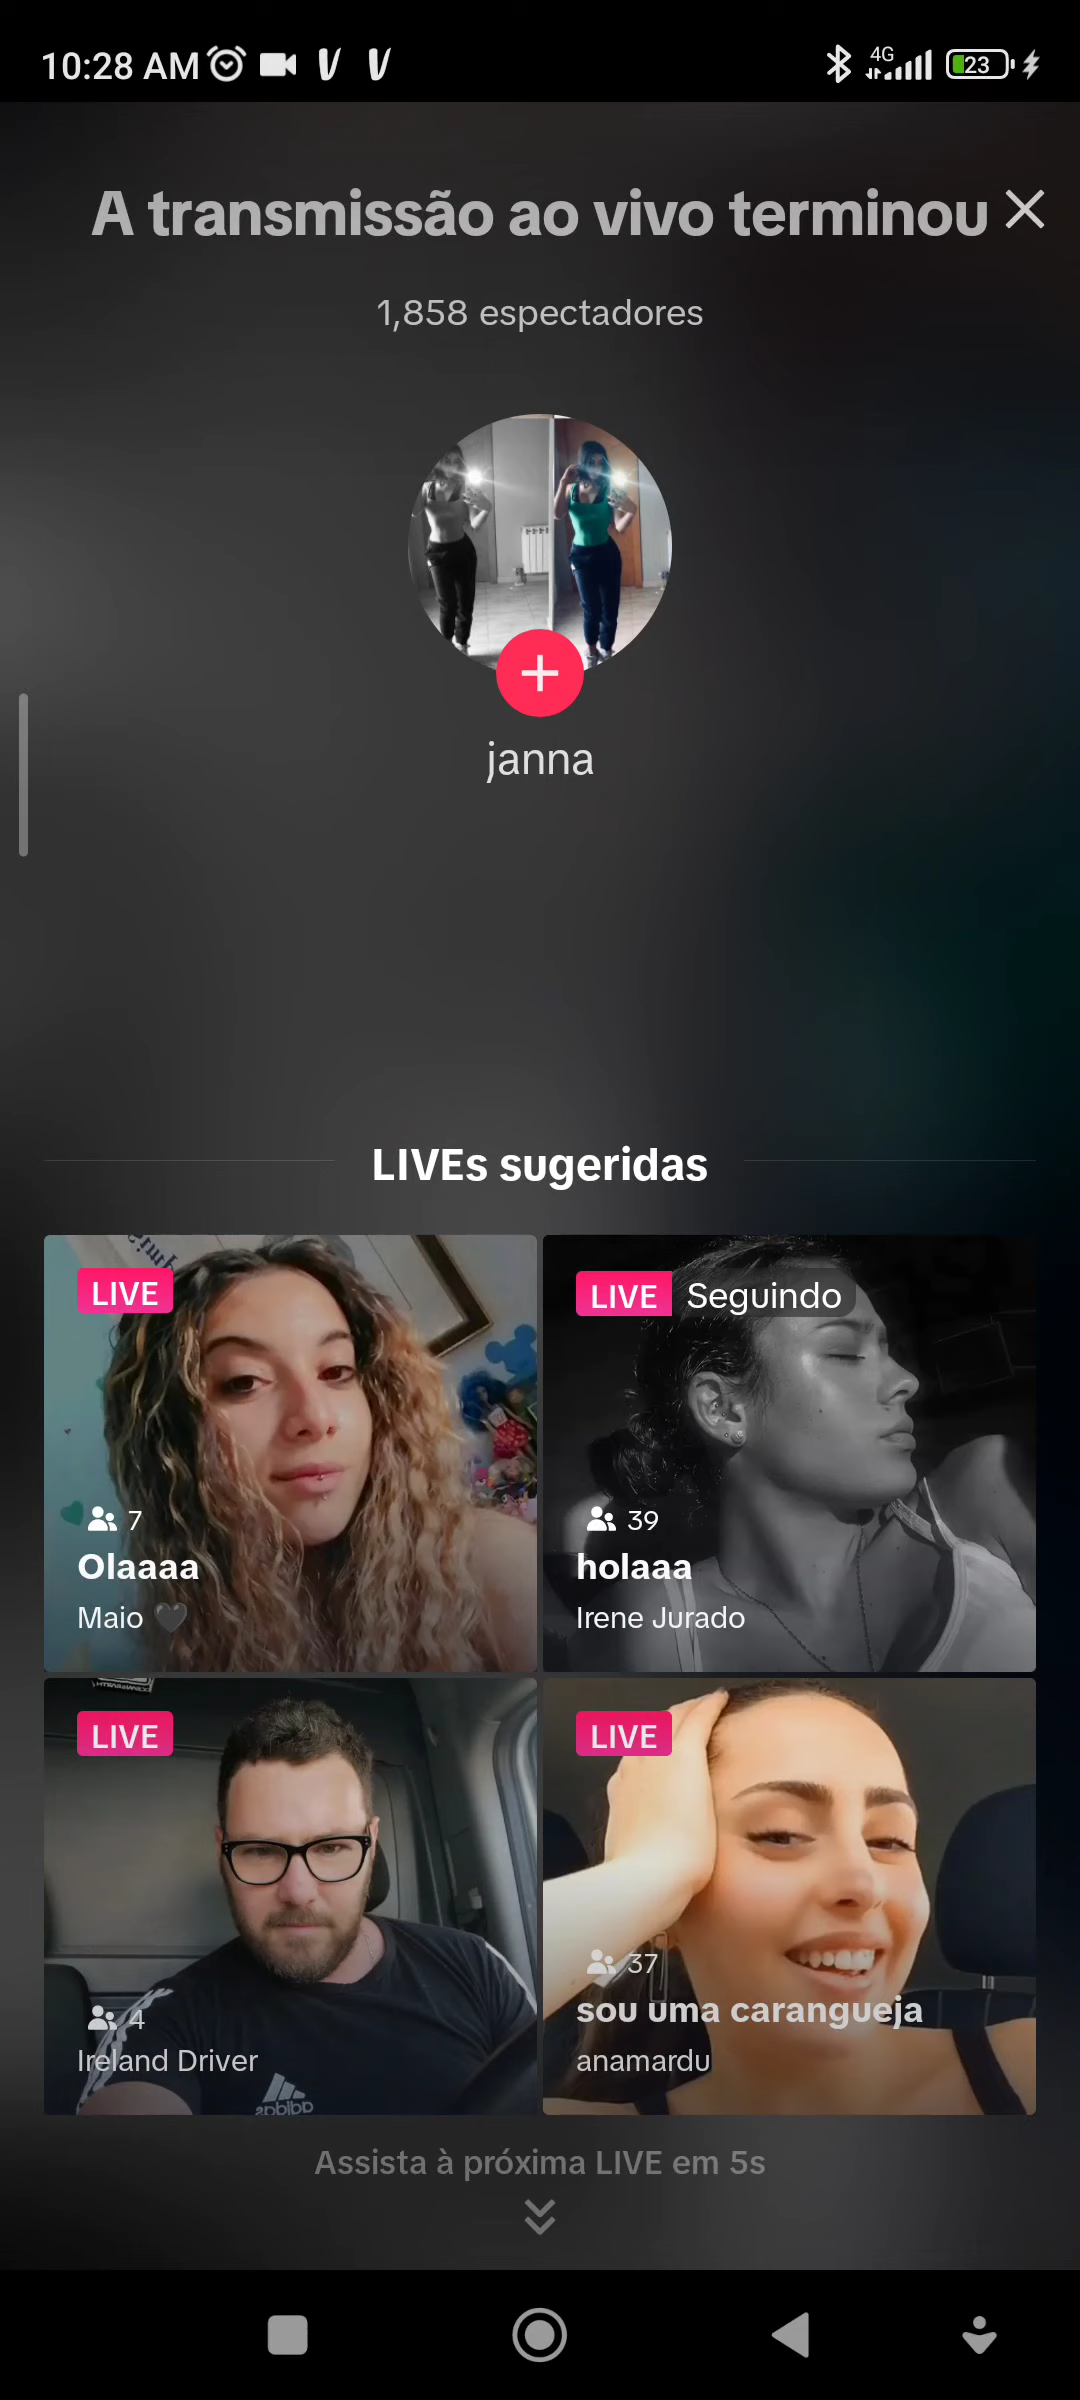 10:28 AM
4G
23
A transmissão ao vivo terminou
1,858 espectadores
janna
LIVEs sugeridas
LIVE
7
Olaaaa
Maio 🖤
LIVE Seguindo
39
holaaa
Irene Jurado
LIVE
4
Ireland Driver
adidas
LIVE
37
sou uma carangueja
anamardu
Assista à próxima LIVE em 5s